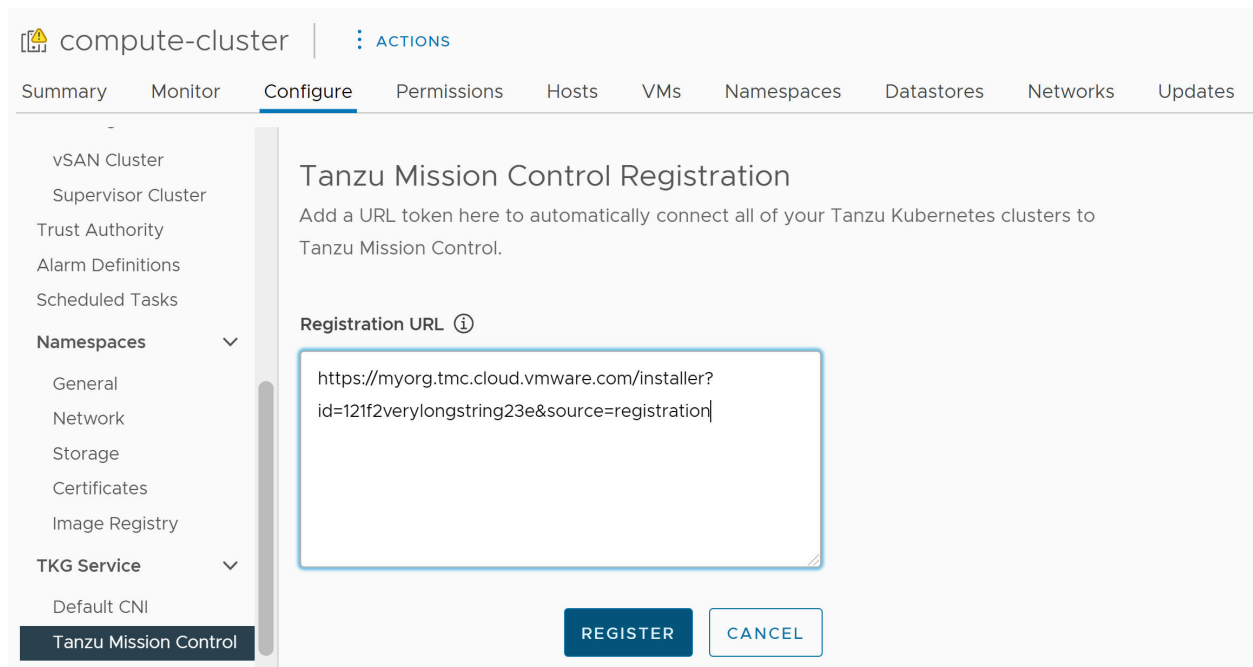 compute-cluster
ACTIONS
Summary Monitor Configure Permissions Hosts VMs Namespaces Datastores Networks Updates
vSAN Cluster
Supervisor Cluster
Trust Authority
Alarm Definitions
Scheduled Tasks
Namespaces
General
Network
Storage
Certificates
Image Registry
TKG Service
Default CNI
Tanzu Mission Control
Tanzu Mission Control Registration
Add a URL token here to automatically connect all of your Tanzu Kubernetes clusters to
Tanzu Mission Control.
Registration URL
https://myorg.tmc.cloud.vmware.com/installer?
id=121f2verylongstring23e&source=registration
REGISTER CANCEL